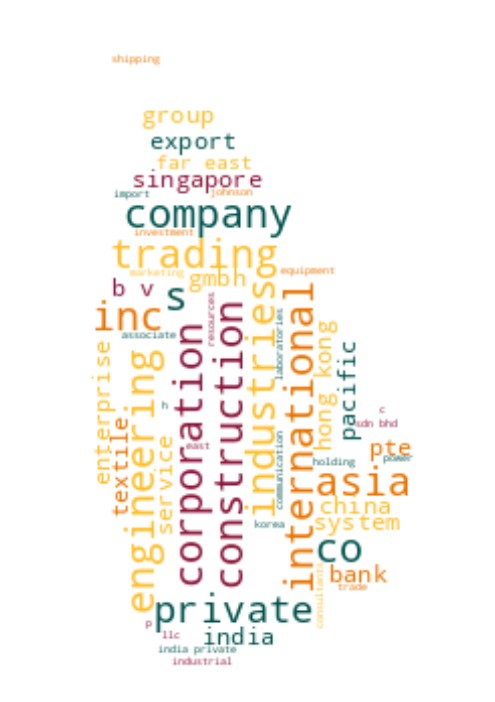 shipping
group
export
far east
singapore
import
johnson
company
investment
trading
marketing
equipment
gmbh
b v
s
inc
resources
industries
international
associate
laboratories
hong kong
pacific
enterprise
engineering
corporation
construction
textile
service
h
c
sdn bhd
east
pte
power
holding
communication
asia
china
system
korea
co
bank
trade
consultants
private
p
llc
india
india private
industrial